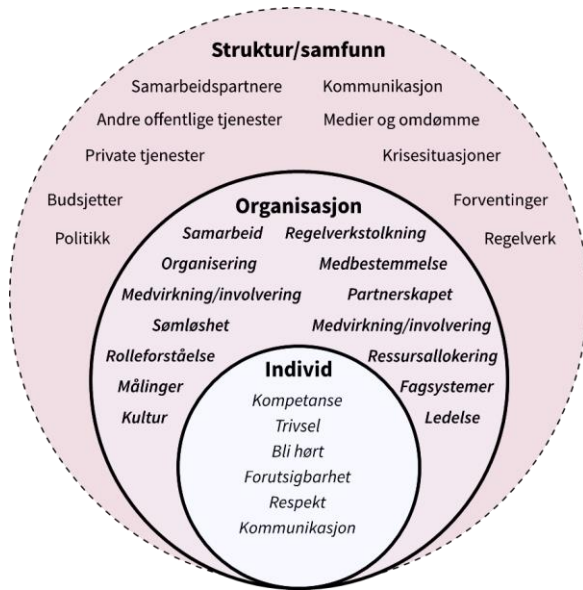 Struktur/samfunn
Samarbeidspartnere Kommunikasjon
Andre offentlige tjenester Medier og omdømme
Private tjenester Krisesituasjoner
Budsjetter Forventinger
Politikk Regelverk
Organisasjon
Samarbeid Regelverkstolkning
Organisering Medbestemmelse
Medvirkning/involvering Partnerskapet
Sømløshet Medvirkning/involvering
Rolleforståelse Ressursallokering
Målinger Fagsystemer
Kultur Ledelse
Individ
Kompetanse
Trivsel
Bli hørt
Forutsigbarhet
Respekt
Kommunikasjon